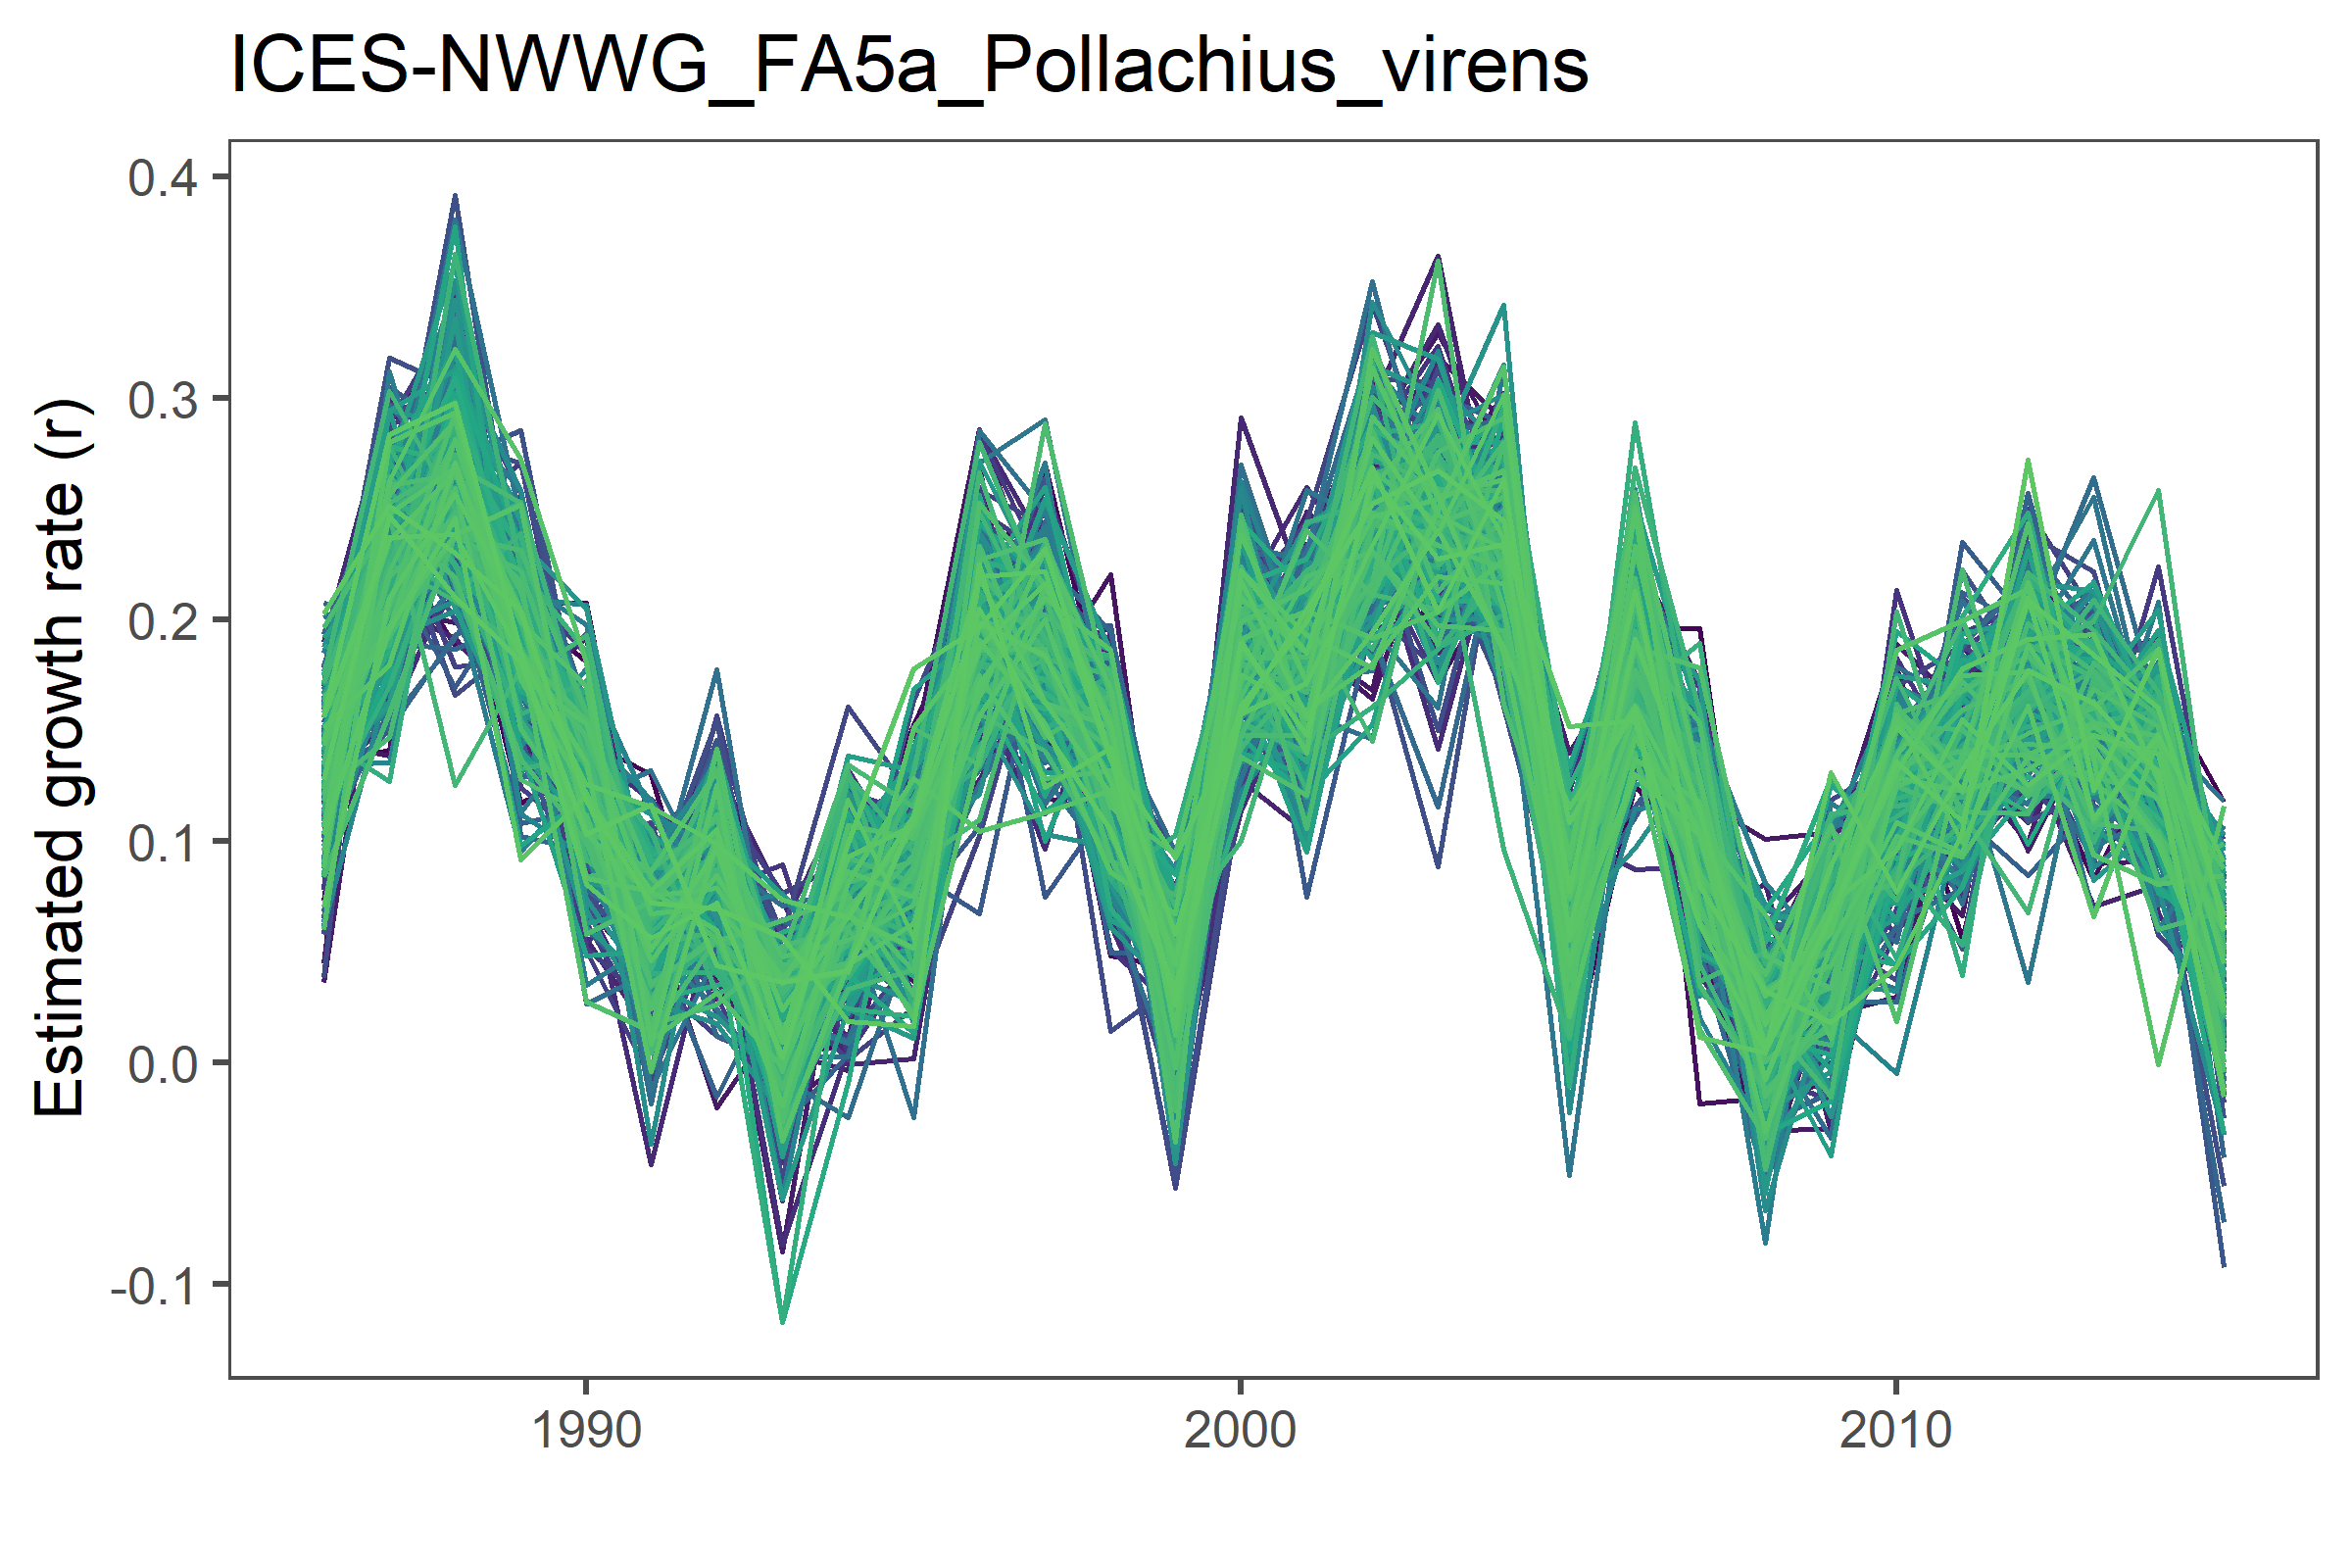 ICES-NWWG_FA5a_Pollachius_virens
Estimated growth rate (r)
0.4
0.3
0.2
0.1
0.0
-0.1
1990 2000 2010